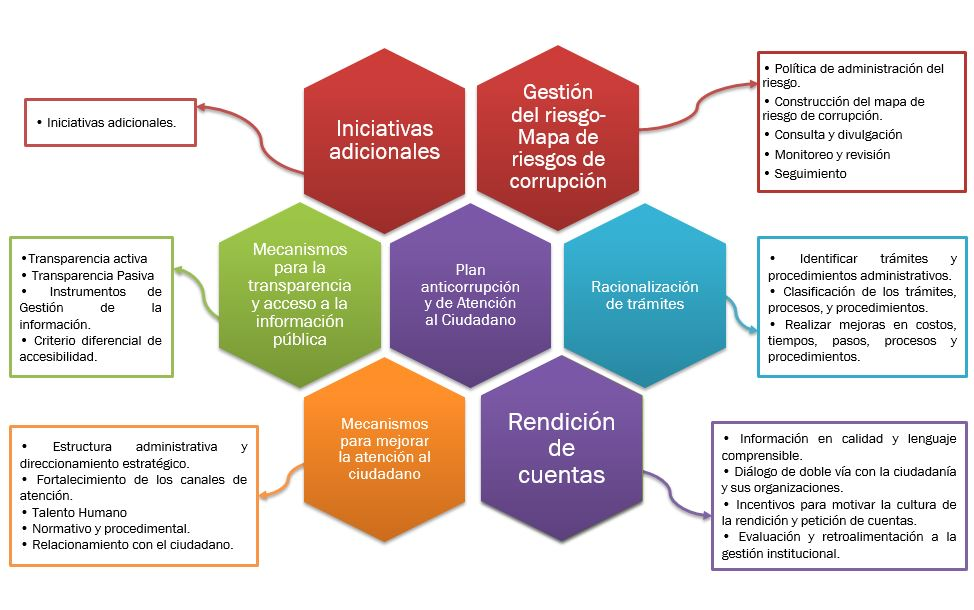 Iniciativas
adicionales
• Iniciativas adicionales.
Gestión
del riesgo-
Mapa de
riesgos de
corrupción
• Política de administración del
riesgo.
• Construcción del mapa de
riesgo de corrupción.
• Consulta y divulgación
• Monitoreo y revisión
• Seguimiento
Mecanismos
para la
transparencia
y acceso a la
información
pública
•Transparencia activa
• Transparencia Pasiva
• Instrumentos de
Gestión de la
información.
• Criterio diferencial de
accesibilidad.
Plan
anticorrupción
y de Atención
al Ciudadano
Racionalización
de trámites
• Identificar trámites y
procedimientos administrativos.
• Clasificación de los trámites,
procesos, y procedimientos.
• Realizar mejoras en costos,
tiempos, pasos, procesos y
procedimientos.
Mecanismos
para mejorar
la atención al
ciudadano
• Estructura administrativa y
direccionamiento estratégico.
• Fortalecimiento de los canales de
atención.
• Talento Humano
• Normativo y procedimental.
• Relacionamiento con el ciudadano.
Rendición
de
cuentas
• Información en calidad y lenguaje
comprensible.
• Diálogo de doble vía con la ciudadanía
y sus organizaciones.
• Incentivos para motivar la cultura de
la rendición y petición de cuentas.
• Evaluación y retroalimentación a la
gestión institucional.